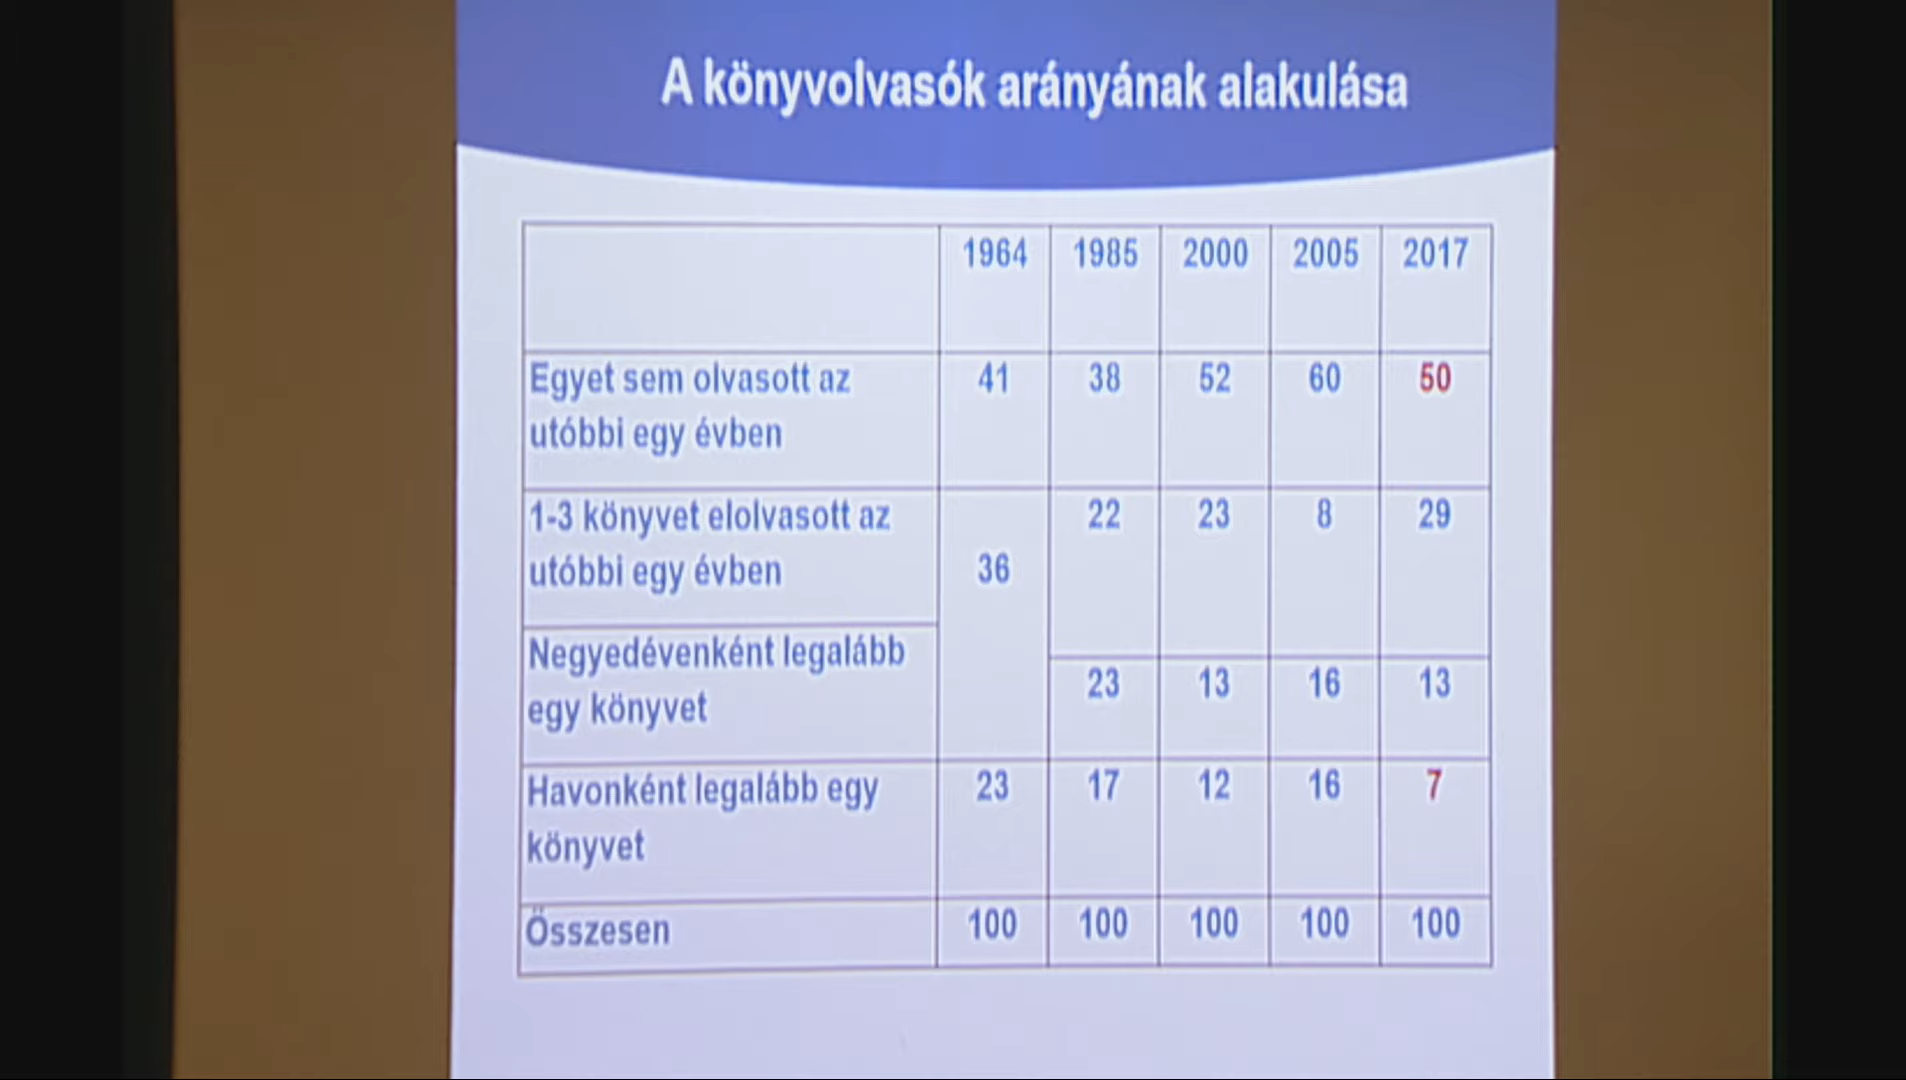 A könyvolvasók arányának alakulása
1964 1985 2000 2005 2017
Egyet sem olvasott az
utóbbi egy évben
41 38 52 60 50
1-3 könyvet elolvasott az
utóbbi egy évben
36
22 23 8 29
Negyedévenként legalább
egy könyvet
23 13 16 13
Havonként legalább egy
könyvet
23 17 12 16 7
Összesen 100 100 100 100 100